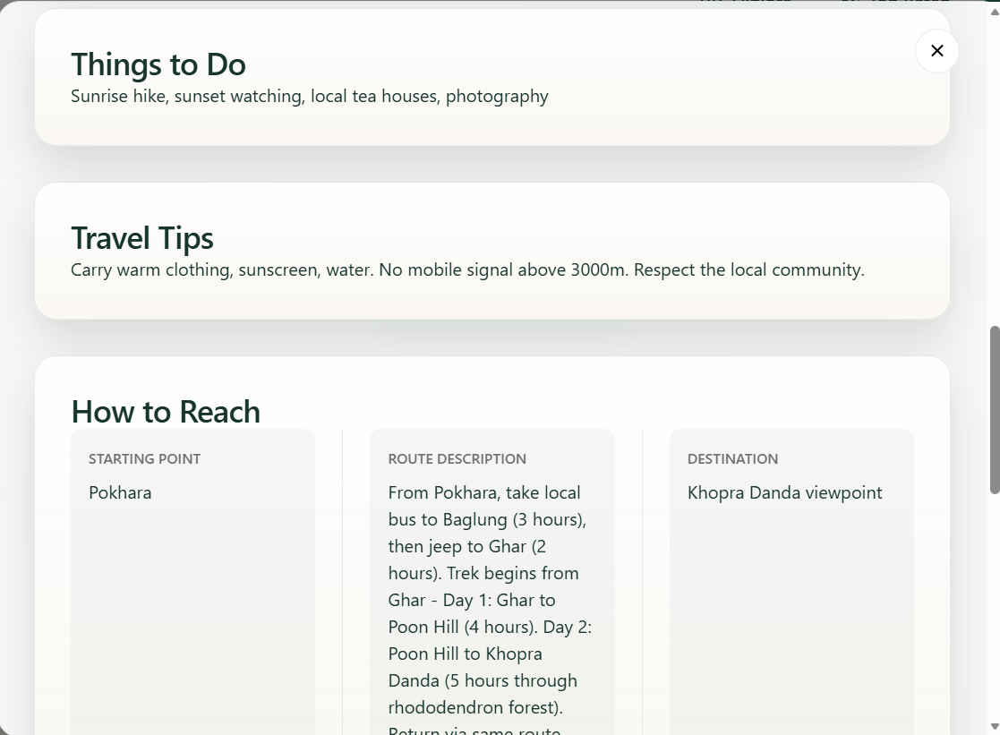 Things to Do
Sunrise hike, sunset watching, local tea houses, photography
Travel Tips
Carry warm clothing, sunscreen, water. No mobile signal above 3000m. Respect the local community.
How to Reach
STARTING POINT
Pokhara
ROUTE DESCRIPTION
From Pokhara, take local
bus to Baglung (3 hours),
then jeep to Ghar (2
hours). Trek begins from
Ghar - Day 1: Ghar to
Poon Hill (4 hours). Day 2:
Poon Hill to Khopra
Danda (5 hours through
rhododendron forest).
Return via same route
DESTINATION
Khopra Danda viewpoint